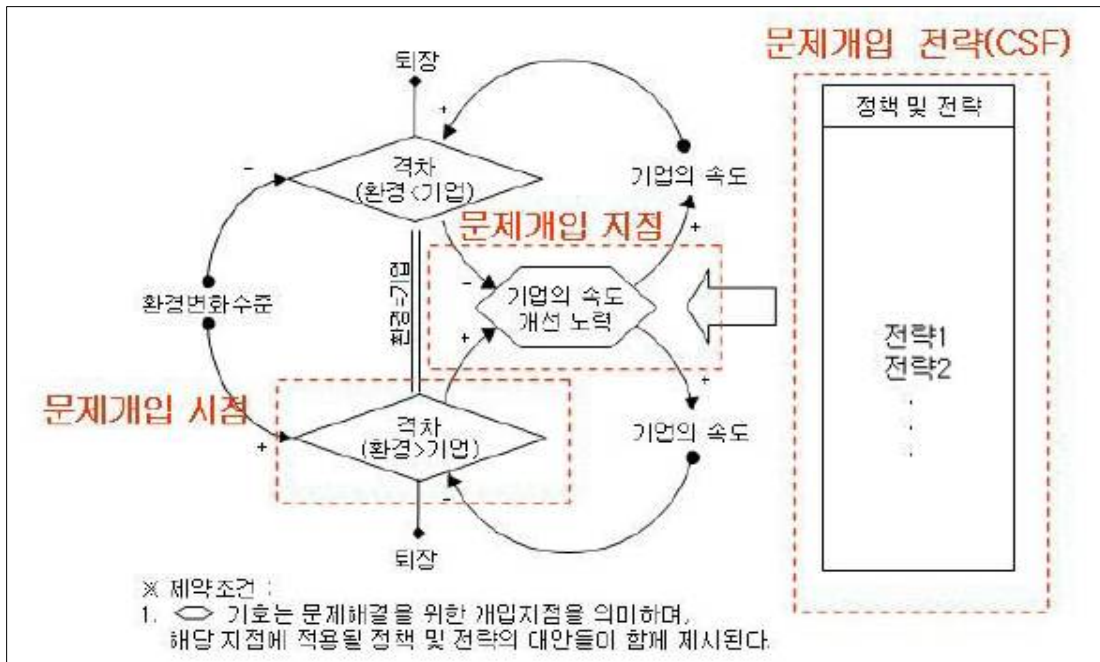 문제개입 전략(CSF)
정책 및 전략
전략1
전략2
.
.
.
퇴장
+
-
격차
(환경<기업)
기업의 속도
+
문제개입 지점
-
기업의 속도
개선 노력
환경=기업
환경변화수준
+
+
문제개입 시점
+
격차
(환경>기업)
기업의 속도
-
퇴장
※ 제약조건 :
1. 기호는 문제해결을 위한 개입지점을 의미하며,
해당 지점에 적용될 정책 및 전략의 대안들이 함께 제시된다.